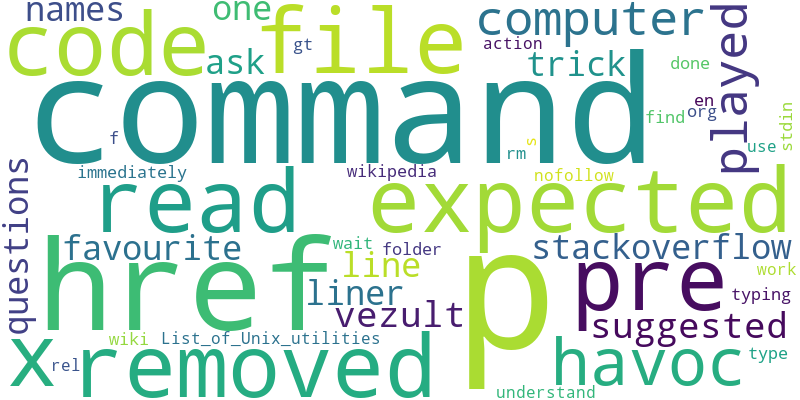 names
one
computer
played
code
file
gt
action
ask
trick
done
command
en
org
stdin
f
s
find
rm
use
questions
immediately
wikipedia
nofollow
read
expected
favourite
wait
folder
stackoverflow
href
line
p
pre
work
liner
typing
vezult
suggested
x
wiki
List_of_Unix_utilities
removed
havoc
type
rel
understand